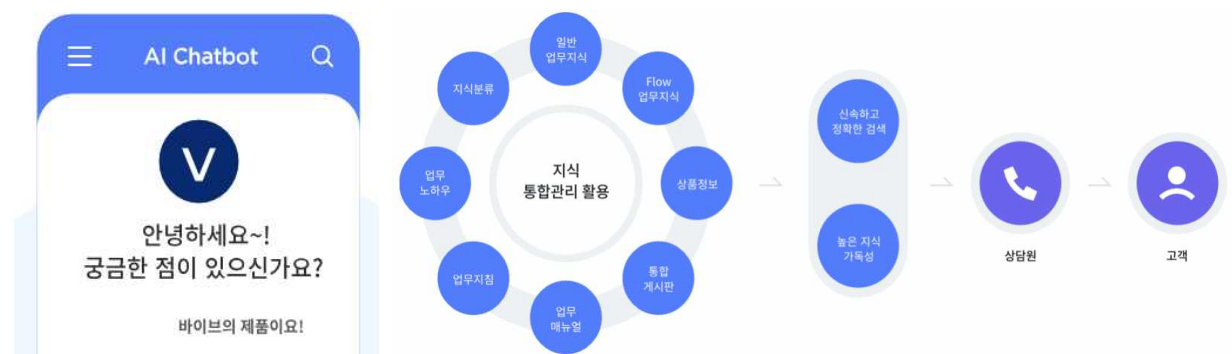 AI Chatbot
V
안녕하세요~!
궁금한 점이 있으신가요?
바이브의 제품이요!
일반
업무지식
Flow
업무지식
상품정보
통합
게시판
업무
매뉴얼
업무지침
업무
노하우
지식분류
지식
통합관리 활용
신속하고
정확한 검색
높은 지식
가독성
상담원
고객